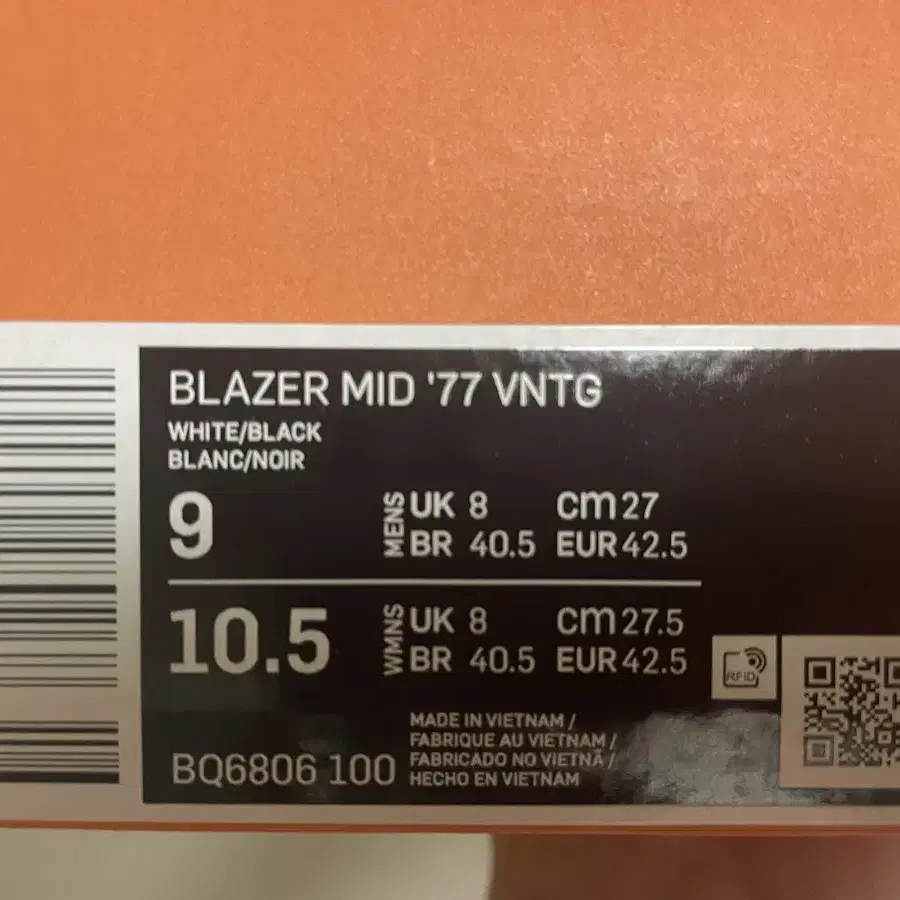 BLAZER MID '77 VNTG
WHITE/BLACK
BLANC/NOIR
9
MENS
UK 8 cm 27
BR 40.5 EUR 42.5
10.5
WMNS
UK 8 cm 27.5
BR 40.5 EUR 42.5
RFID
MADE IN VIETNAM /
FABRIQUE AU VIETNAM /
FABRICADO NO VIETNÃ /
HECHO EN VIETNAM
BQ6806 100